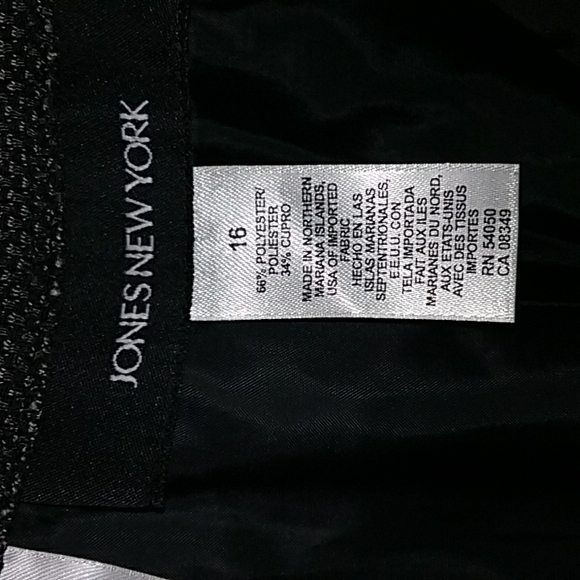 JONES NEW YORK
16
66% POLYESTER/
POLIESTER
34% CUPRO
MADE IN NORTHERN
MARIANA ISLANDS,
USA OF IMPORTED
FABRIC
HECHO EN LAS
ISLAS MARIANAS
SEPTENTRIONALES,
E.E.U.U. CON
TELA IMPORTADA
FAIT AUX ILES
MARIANES DU NORD,
AUX ETATS-UNIS
AVEC DES TISSUS
IMPORTES
RN 54050
CA 08349